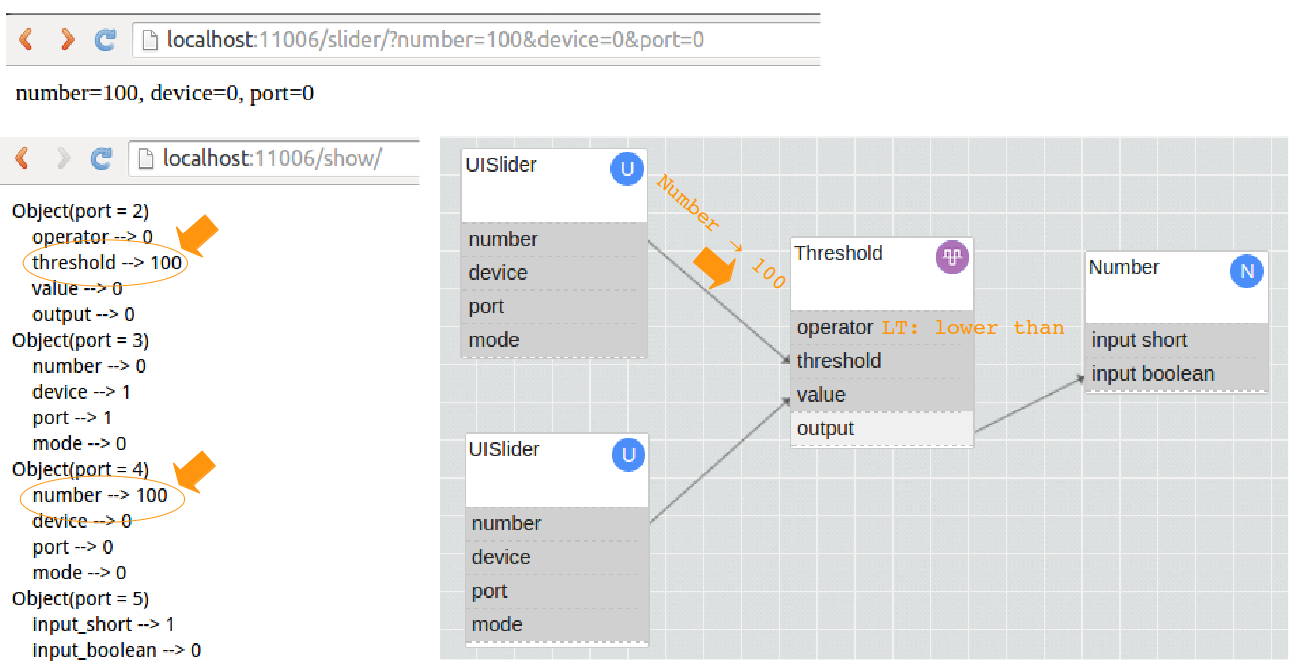 localhost:11006/slider/?number=100&device=0&port=0
number=100, device=0, port=0
localhost:11006/show/
Object(port = 2)
operator --> 0
threshold --> 100
value --> 0
output --> 0
Object(port = 3)
number --> 0
device --> 1
port --> 1
mode --> 0
Object(port = 4)
number --> 100
device --> 0
port --> 0
mode --> 0
Object(port = 5)
input_short --> 1
input_boolean --> 0
UISlider
U
number
device
port
mode
Number → 100
UISlider
U
number
device
port
mode
Threshold
operator LT: lower than
threshold
value
output
Number
N
input short
input boolean